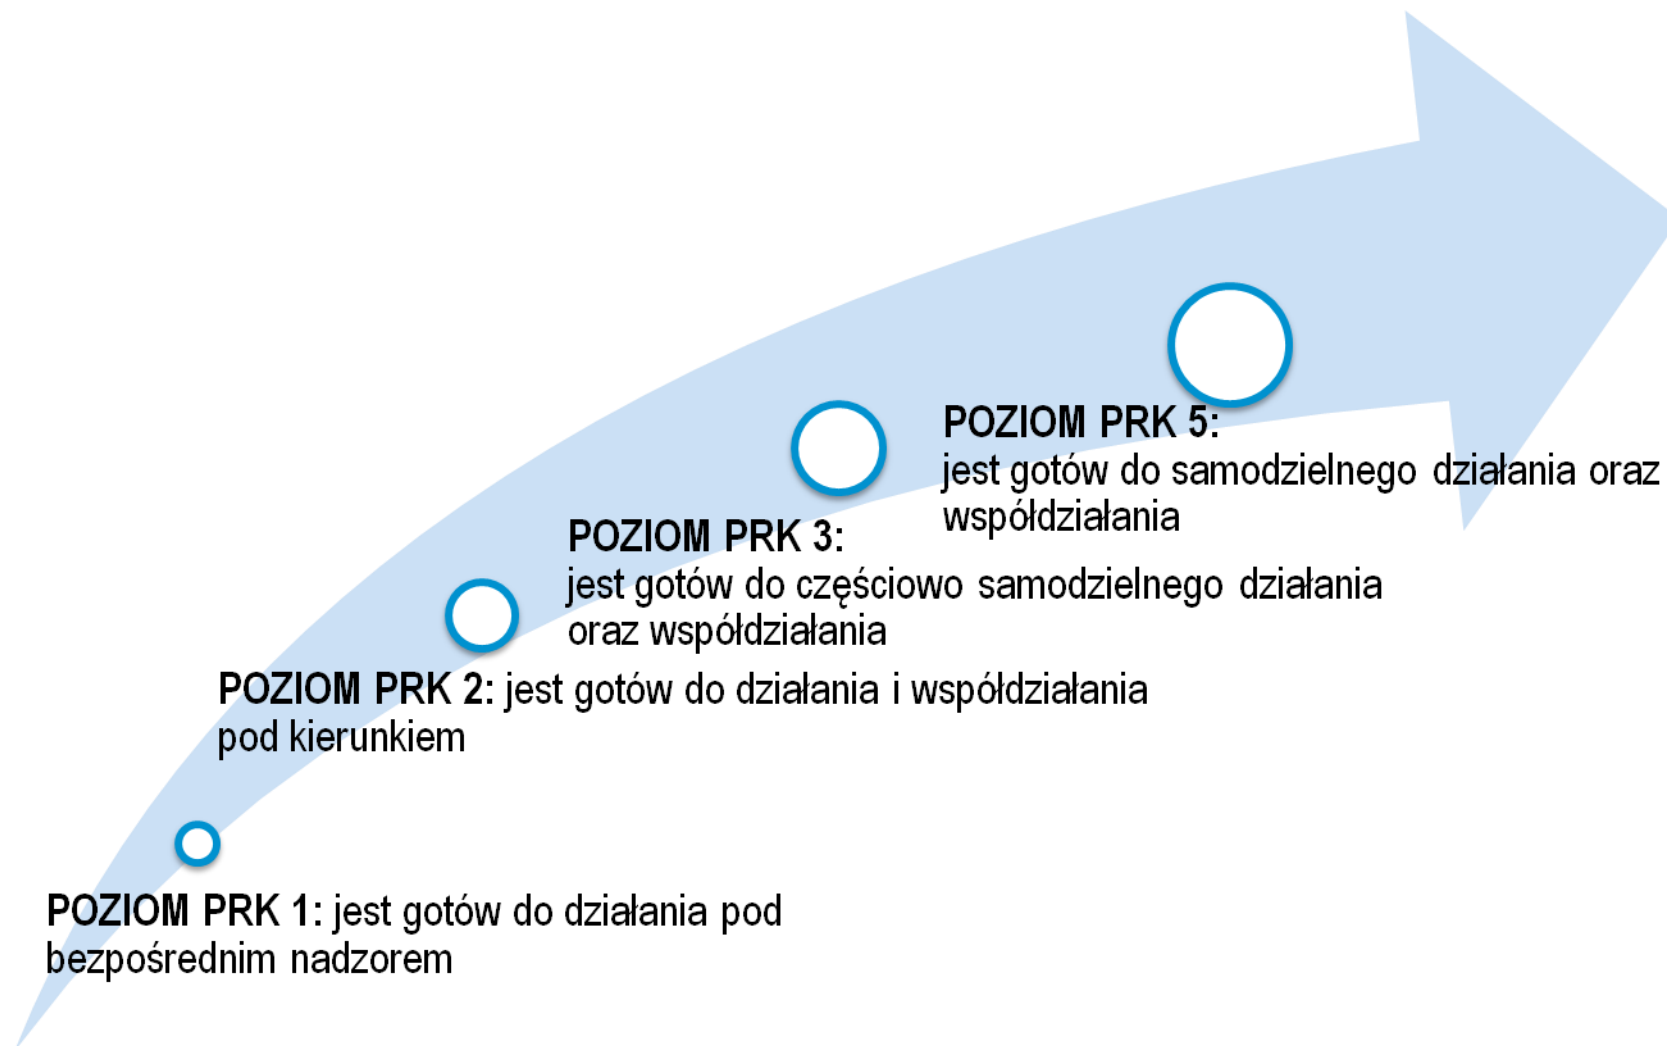 POZIOM PRK 5:
jest gotów do samodzielnego działania oraz
współdziałania
POZIOM PRK 3:
jest gotów do częściowo samodzielnego działania
oraz współdziałania
POZIOM PRK 2: jest gotów do działania i współdziałania
pod kierunkiem
POZIOM PRK 1: jest gotów do działania pod
bezpośrednim nadzorem